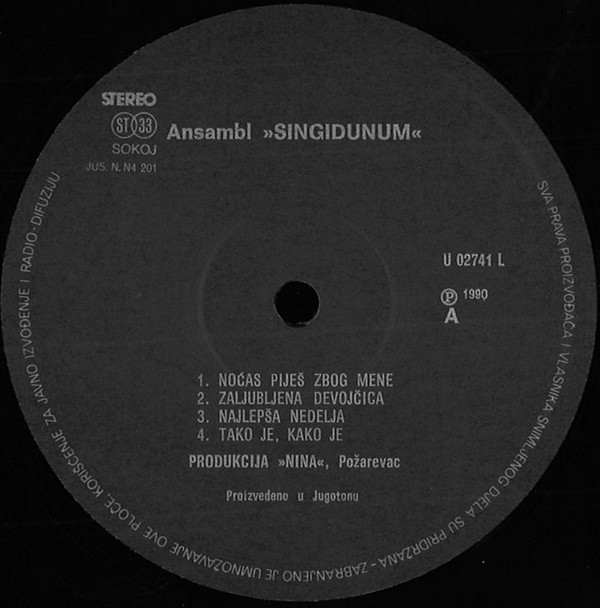 STEREO
ST 33
SOKOJ
JUS. N. N4 201
Ansambl »SINGIDUNUM«
U 02741 L
Ⓟ 1990
A
1. NOĆAS PIJEŠ ZBOG MENE
2. ZALJUBLJENA DEVOJČICA
3. NAJLEPŠA NEDELJA
4. TAKO JE, KAKO JE
PRODUKCIJA »NINA«, Požarevac
Proizvedeno u Jugotonu
SVA PRAVA PROIZVOĐAČA I VLASNIKA SNIMLJENOG DJELA SU PRIDRŽANA - ZABRANJENO JE UMNOŽAVANJE OVE PLOČE, KORIŠĆENJE ZA JAVNO IZVOĐENJE I RADIO-DIFUZIJU